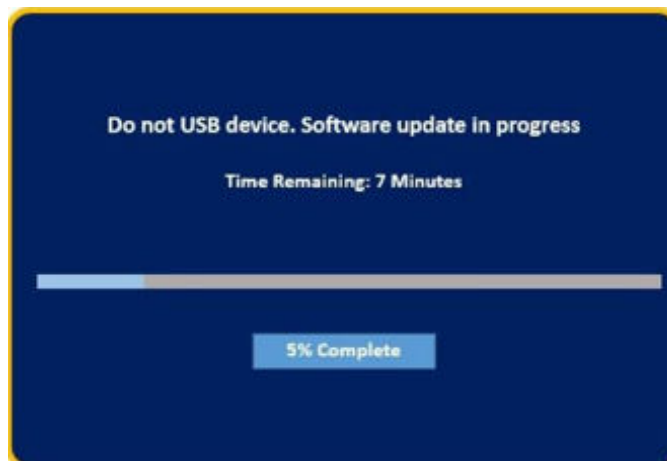 Do not USB device. Software update in progress
Time Remaining: 7 Minutes
5% Complete